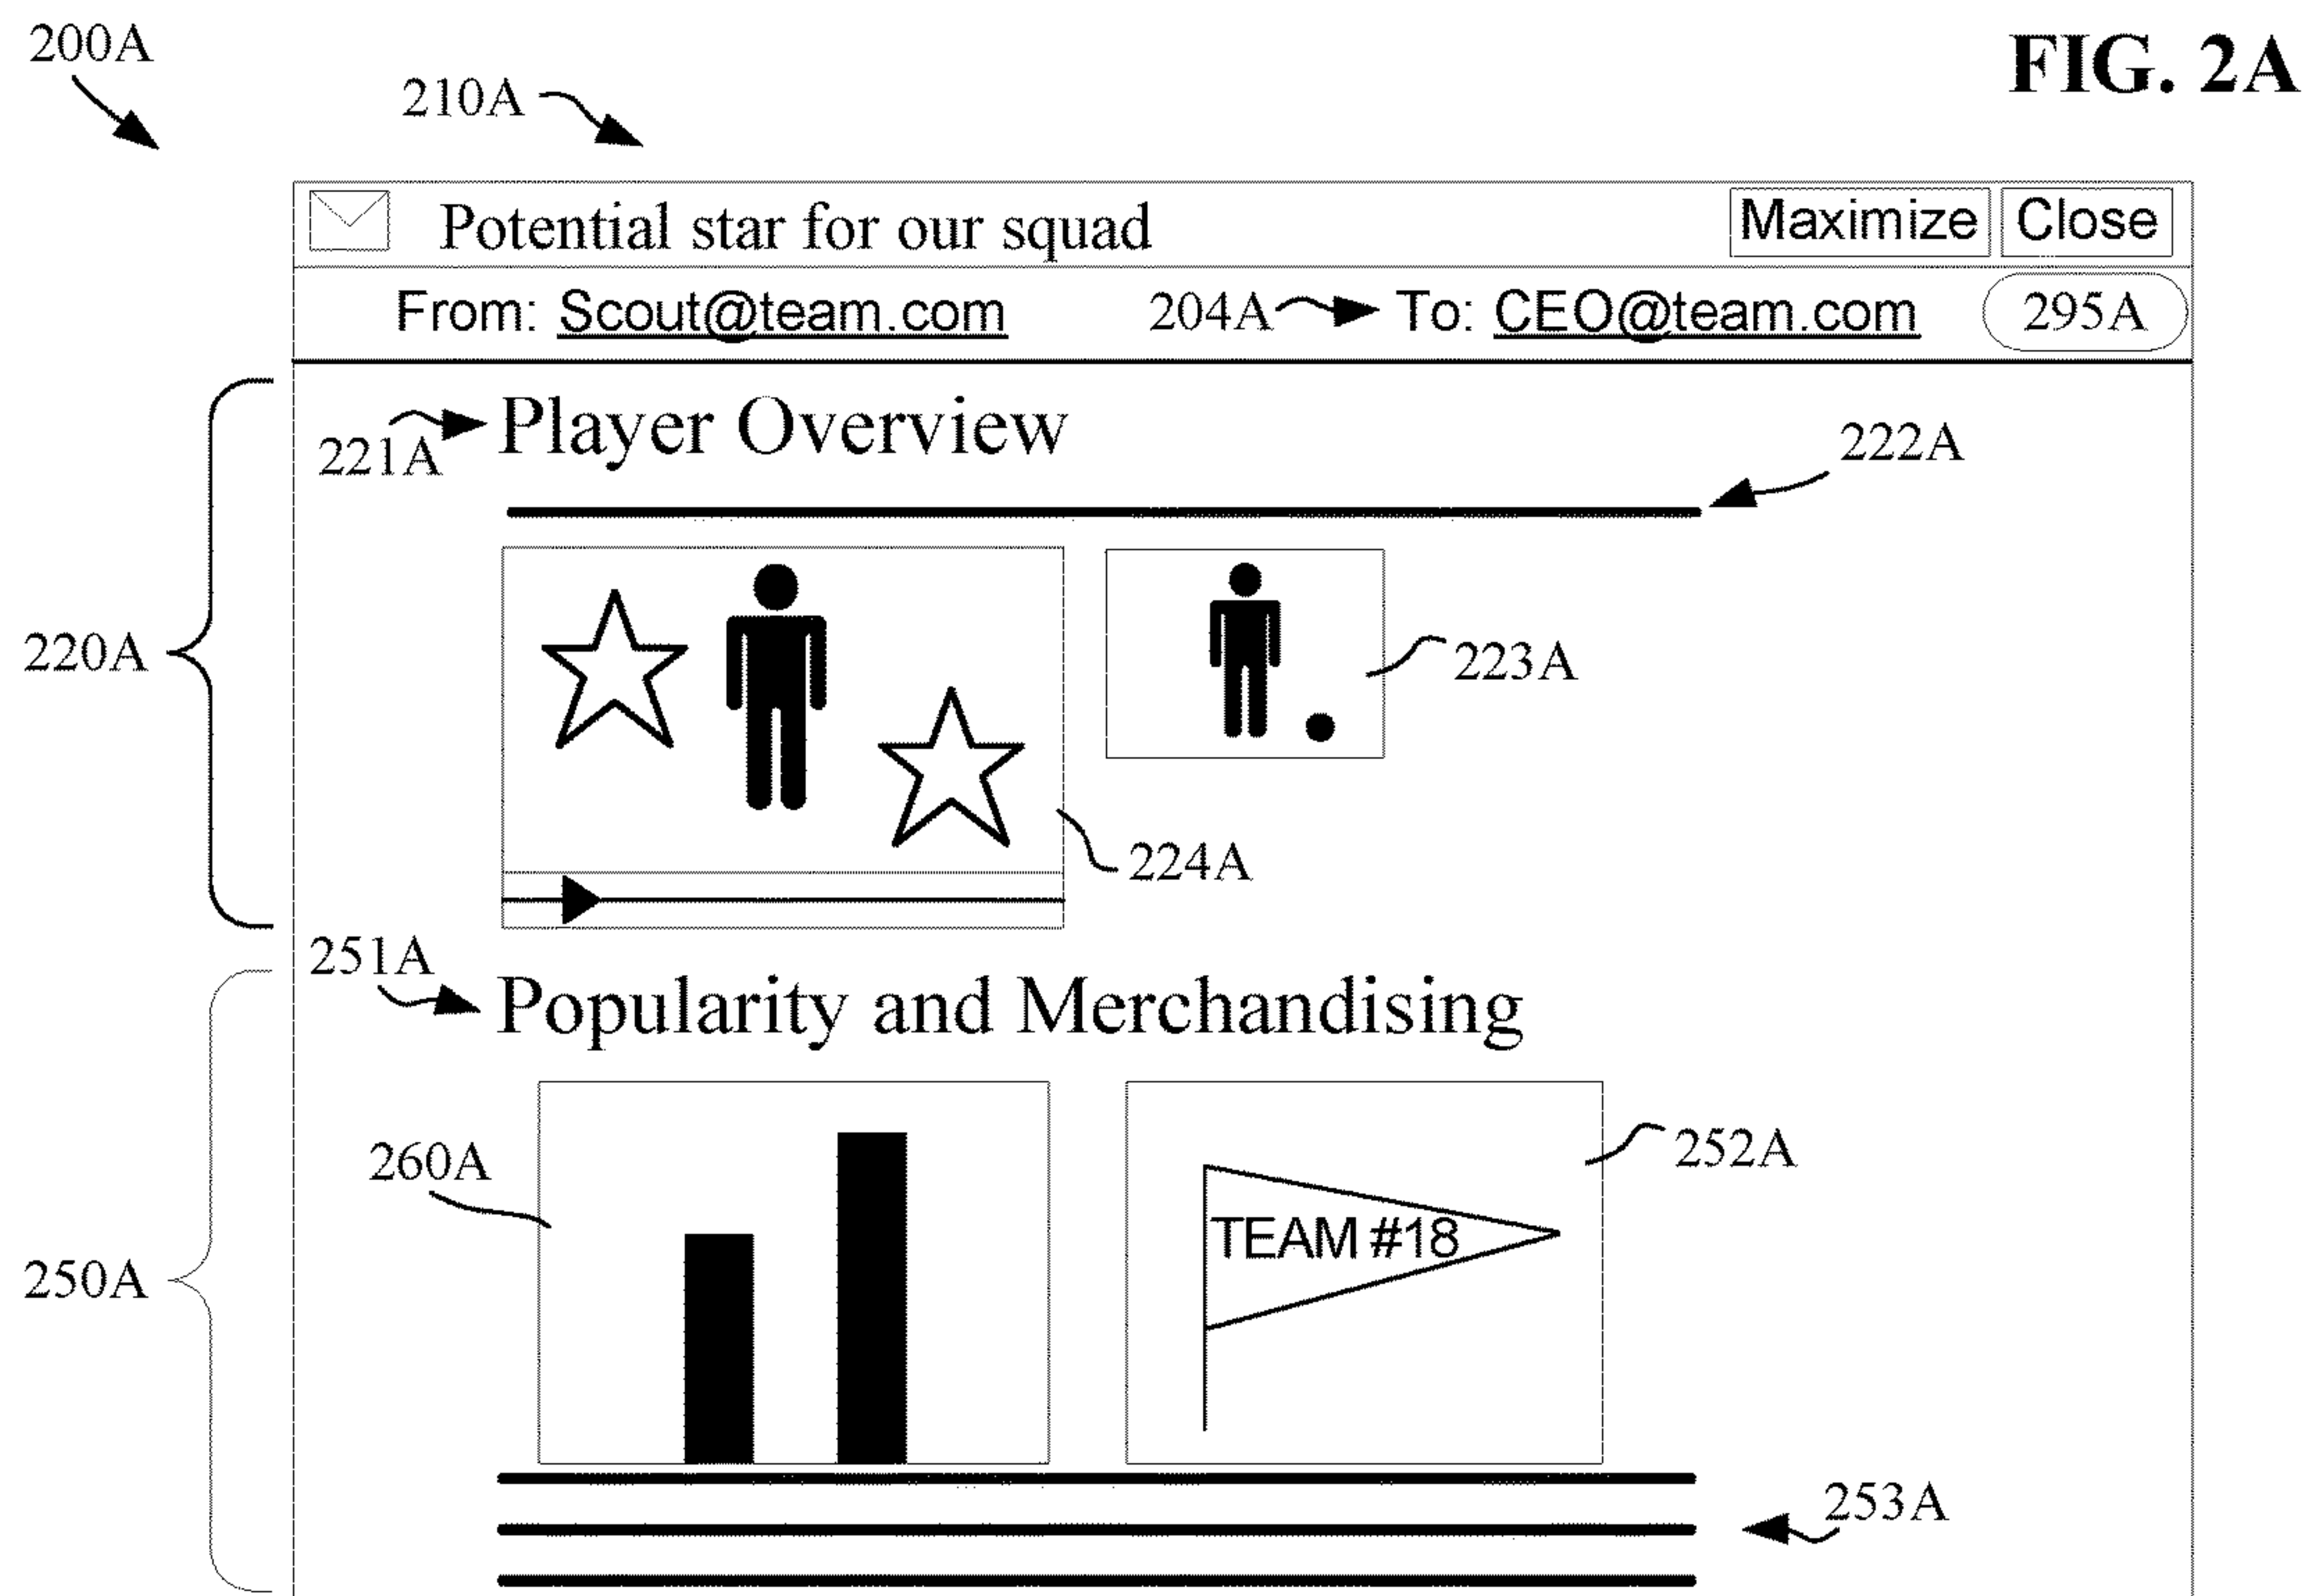 200A
FIG. 2A
210A
Potential star for our squad
Maximize
Close
From: Scout@team.com
204A
To: CEO@team.com
295A
221A
Player Overview
222A
220A
223A
224A
251A
Popularity and Merchandising
260A
252A
TEAM #18
250A
253A